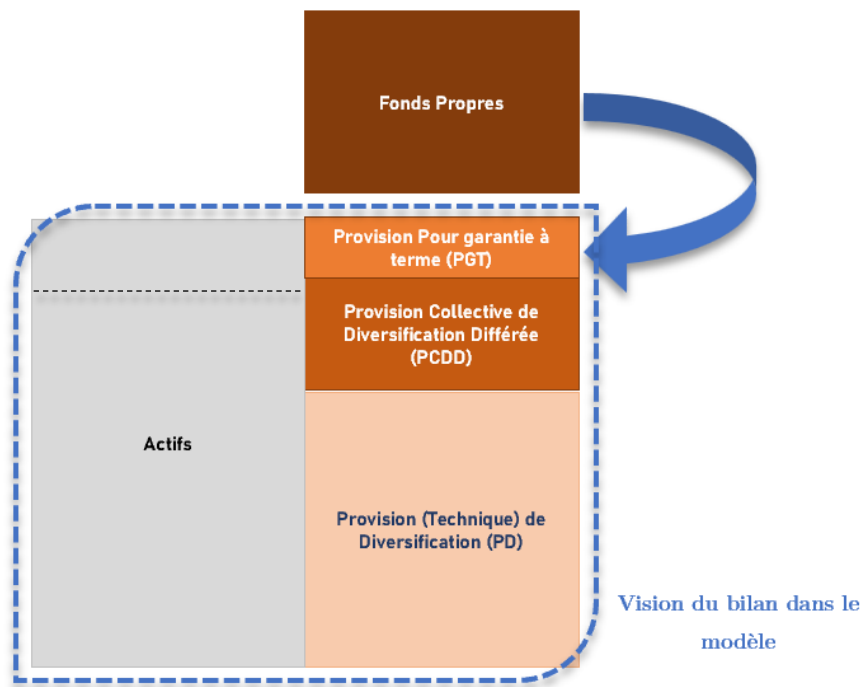 Fonds Propres
Provision Pour garantie à
terme (PGT)
Provision Collective de
Diversification Différée
(PCDD)
Actifs
Provision (Technique) de
Diversification (PD)
Vision du bilan dans le
modèle